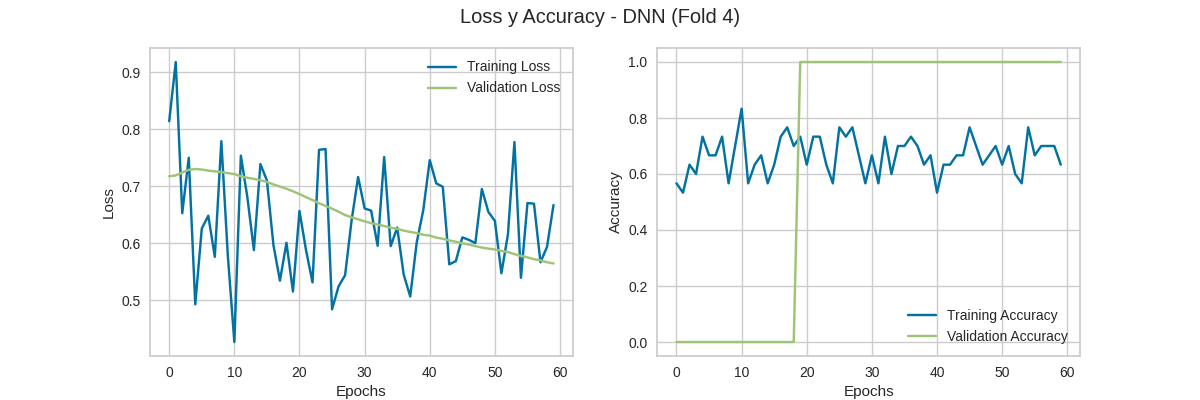 Loss y Accuracy - DNN (Fold 4)
Loss
0.9
0.8
0.7
0.6
0.5
0 10 20 30 40 50 60
Epochs
Training Loss
Validation Loss
Accuracy
1.0
0.8
0.6
0.4
0.2
0.0
0 10 20 30 40 50 60
Epochs
Training Accuracy
Validation Accuracy